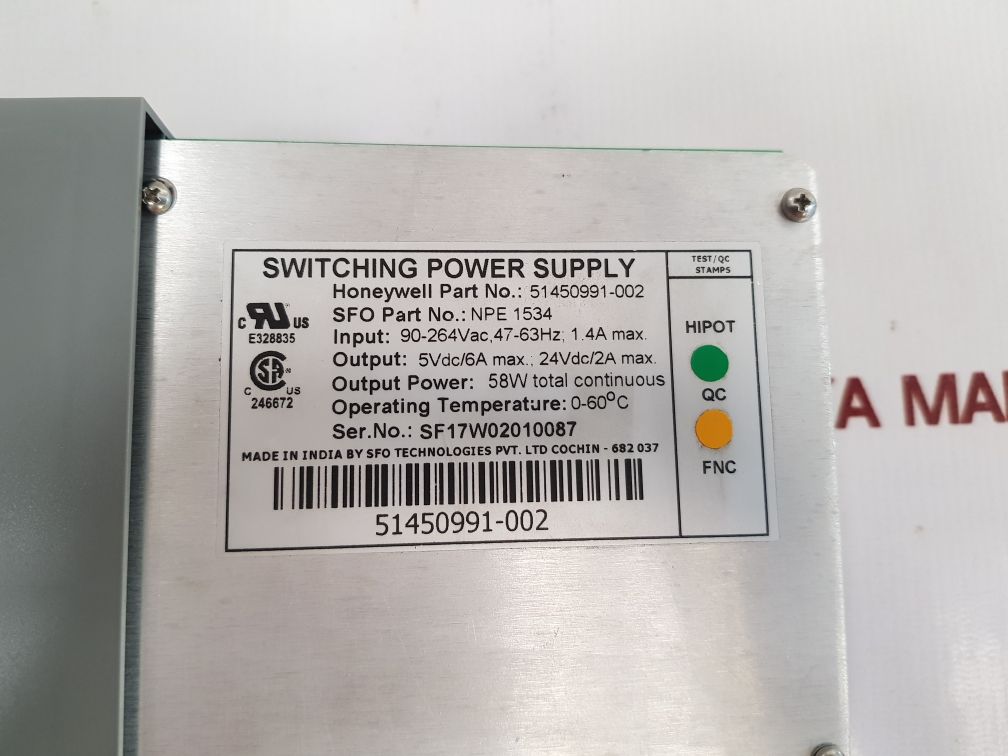 SWITCHING POWER SUPPLY
Honeywell Part No.: 51450991-002
SFO Part No.: NPE 1534
Input: 90-264Vac,47-63Hz; 1.4A max.
Output: 5Vdc/6A max.; 24Vdc/2A max.
Output Power: 58W total continuous
Operating Temperature: 0-60°C
Ser.No.: SF17W02010087
MADE IN INDIA BY SFO TECHNOLOGIES PVT. LTD COCHIN - 682 037
51450991-002
C RU US
E328835
SA
C US
246672
TEST/QC
STAMPS
HIPOT
QC
FNC
A MA